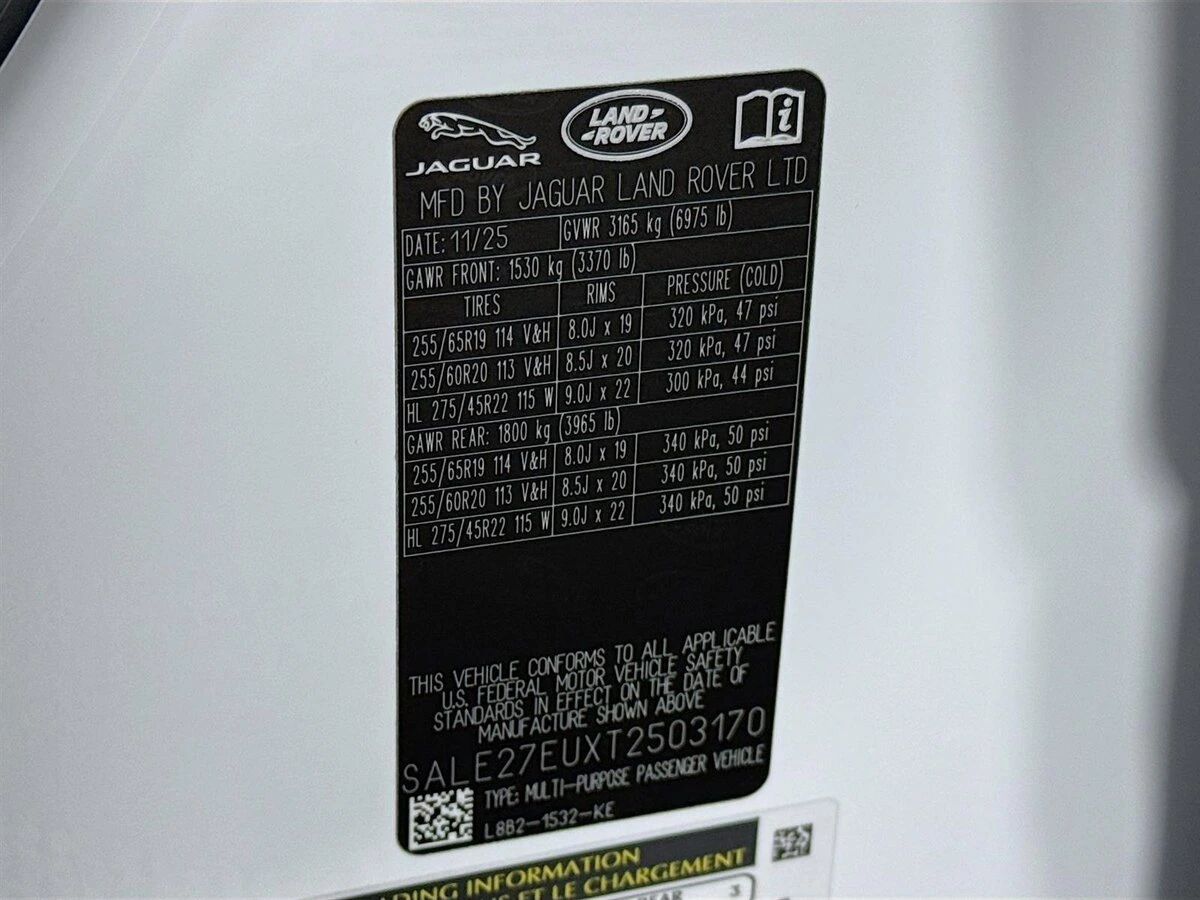 JAGUAR
LAND ROVER
i
MFD BY JAGUAR LAND ROVER LTD
DATE: 11/25 GVWR 3165 kg (6975 lb)
GAWR FRONT: 1530 kg (3370 lb)
TIRES RIMS PRESSURE (COLD)
255/65R19 114 V&H 8.0J x 19 320 kPa, 47 psi
255/60R20 113 V&H 8.5J x 20 320 kPa, 47 psi
HL 275/45R22 115 W 9.0J x 22 300 kPa, 44 psi
GAWR REAR: 1800 kg (3965 lb)
255/65R19 114 V&H 8.0J x 19 340 kPa, 50 psi
255/60R20 113 V&H 8.5J x 20 340 kPa, 50 psi
HL 275/45R22 115 W 9.0J x 22 340 kPa, 50 psi
THIS VEHICLE CONFORMS TO ALL APPLICABLE
U.S. FEDERAL MOTOR VEHICLE SAFETY
STANDARDS IN EFFECT ON THE DATE OF
MANUFACTURE SHOWN ABOVE
SALE27EUXT2503170
TYPE: MULTI-PURPOSE PASSENGER VEHICLE
L8B2-1532-KE
INFORMATION
ET LE CHARGEMENT
3